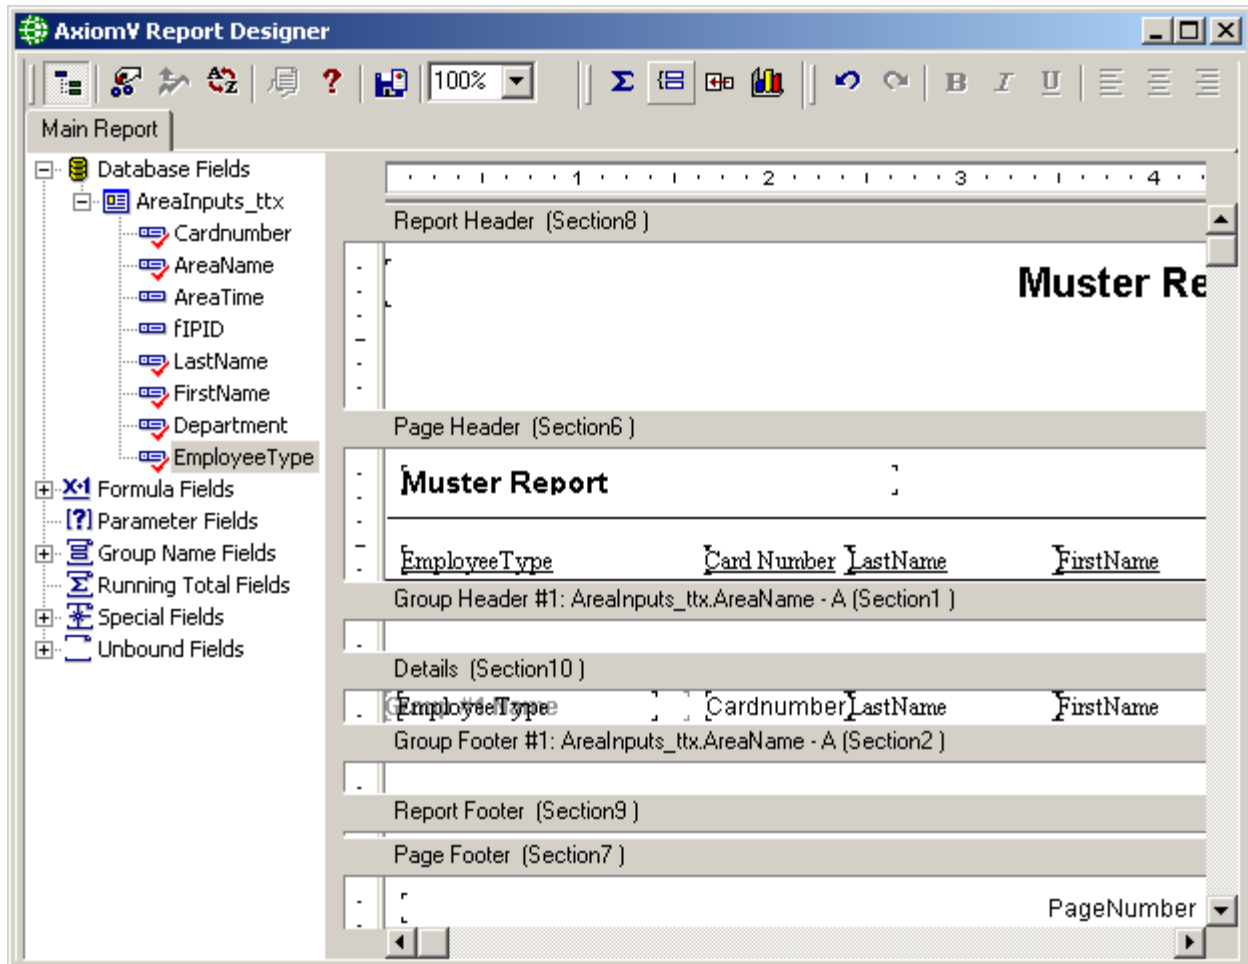 AxiomV Report Designer
100%
Main Report
Database Fields
AreaInputs_ttx
Cardnumber
AreaName
AreaTime
fIPID
LastName
FirstName
Department
EmployeeType
Formula Fields
Parameter Fields
Group Name Fields
Running Total Fields
Special Fields
Unbound Fields
1 2 3 4
Report Header (Section8 )
Muster Re
Page Header (Section6 )
Muster Report
EmployeeType Card Number LastName FirstName
Group Header #1: AreaInputs_ttx.AreaName - A (Section1 )
Details (Section10 )
Group #1 Name EmployeeType Cardnumber LastName FirstName
Group Footer #1: AreaInputs_ttx.AreaName - A (Section2 )
Report Footer (Section9 )
Page Footer (Section7 )
PageNumber